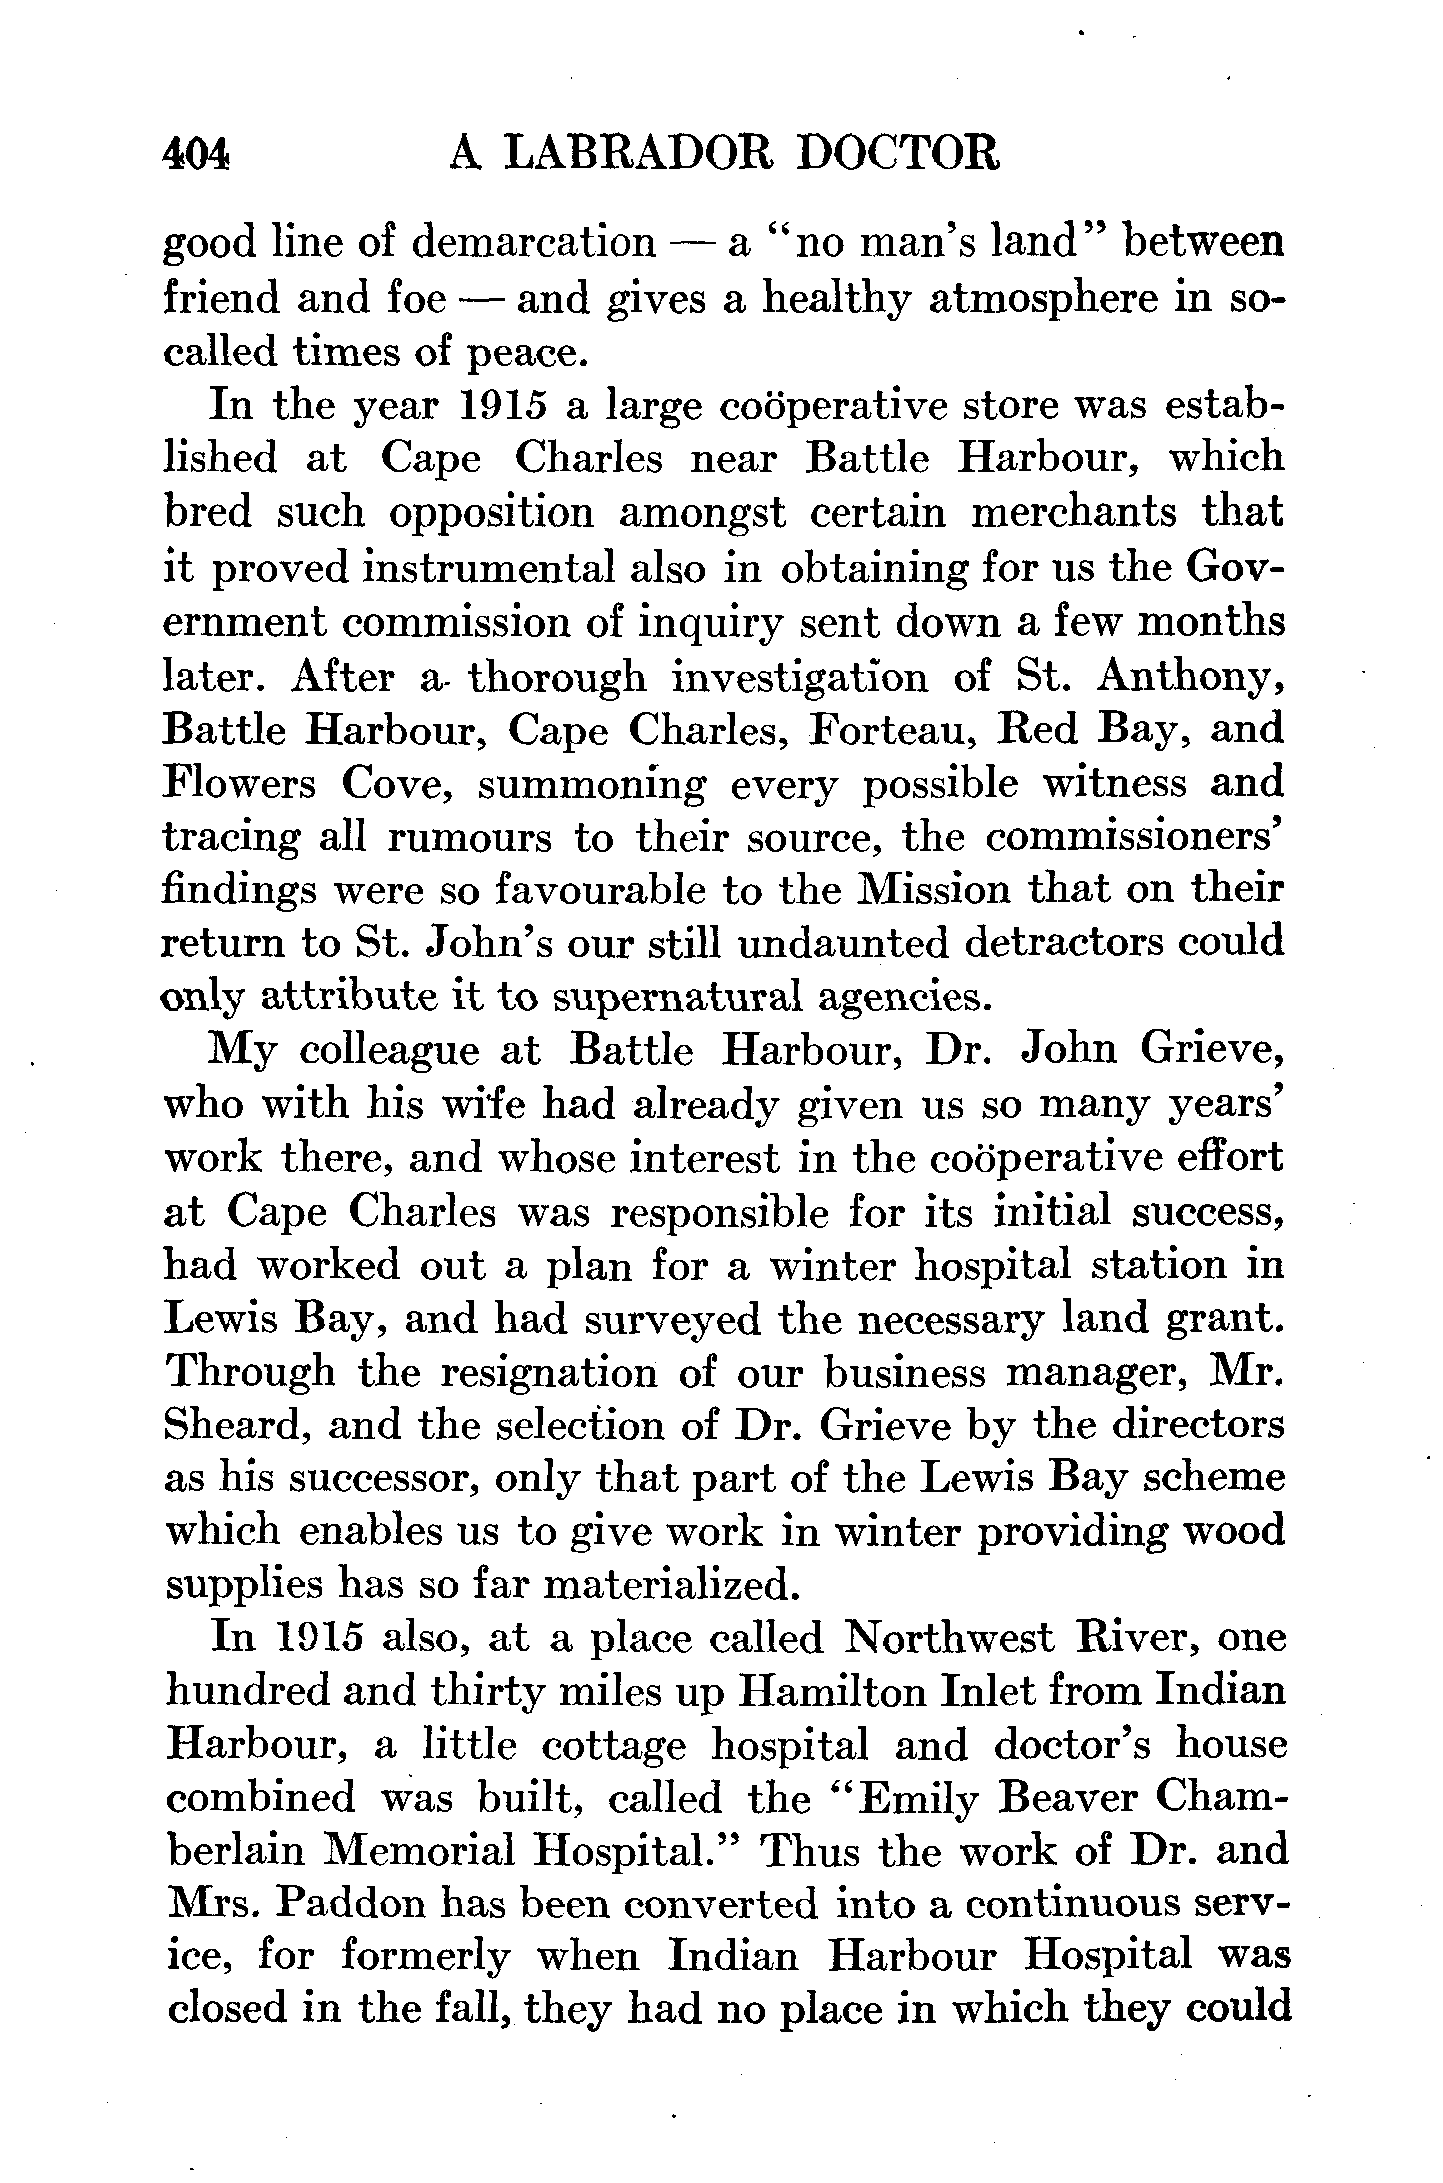 404 A LABRADOR DOCTOR
good line of demarcation — a “no man’s land” between
friend and foe — and gives a healthy atmosphere in so-
called times of peace.
In the year 1915 a large coöperative store was estab-
lished at Cape Charles near Battle Harbour, which
bred such opposition amongst certain merchants that
it proved instrumental also in obtaining for us the Gov-
ernment commission of inquiry sent down a few months
later. After a thorough investigation of St. Anthony,
Battle Harbour, Cape Charles, Forteau, Red Bay, and
Flowers Cove, summoning every possible witness and
tracing all rumours to their source, the commissioners’
findings were so favourable to the Mission that on their
return to St. John’s our still undaunted detractors could
only attribute it to supernatural agencies.
My colleague at Battle Harbour, Dr. John Grieve,
who with his wife had already given us so many years’
work there, and whose interest in the coöperative effort
at Cape Charles was responsible for its initial success,
had worked out a plan for a winter hospital station in
Lewis Bay, and had surveyed the necessary land grant.
Through the resignation of our business manager, Mr.
Sheard, and the selection of Dr. Grieve by the directors
as his successor, only that part of the Lewis Bay scheme
which enables us to give work in winter providing wood
supplies has so far materialized.
In 1915 also, at a place called Northwest River, one
hundred and thirty miles up Hamilton Inlet from Indian
Harbour, a little cottage hospital and doctor’s house
combined was built, called the “Emily Beaver Cham-
berlain Memorial Hospital.” Thus the work of Dr. and
Mrs. Paddon has been converted into a continuous serv-
ice, for formerly when Indian Harbour Hospital was
closed in the fall, they had no place in which they could